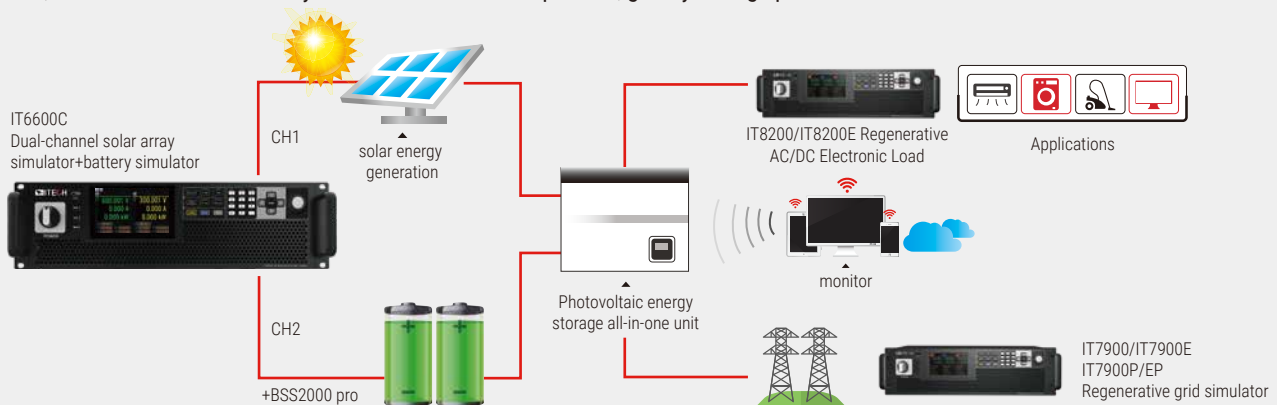 IT6600C
Dual-channel solar array
simulator+battery simulator
ITECH
CH1
solar energy
generation
CH2
+BSS2000 pro
Photovoltaic energy
storage all-in-one unit
IT8200/IT8200E Regenerative
AC/DC Electronic Load
Applications
monitor
IT7900/IT7900E
IT7900P/EP
Regenerative grid simulator